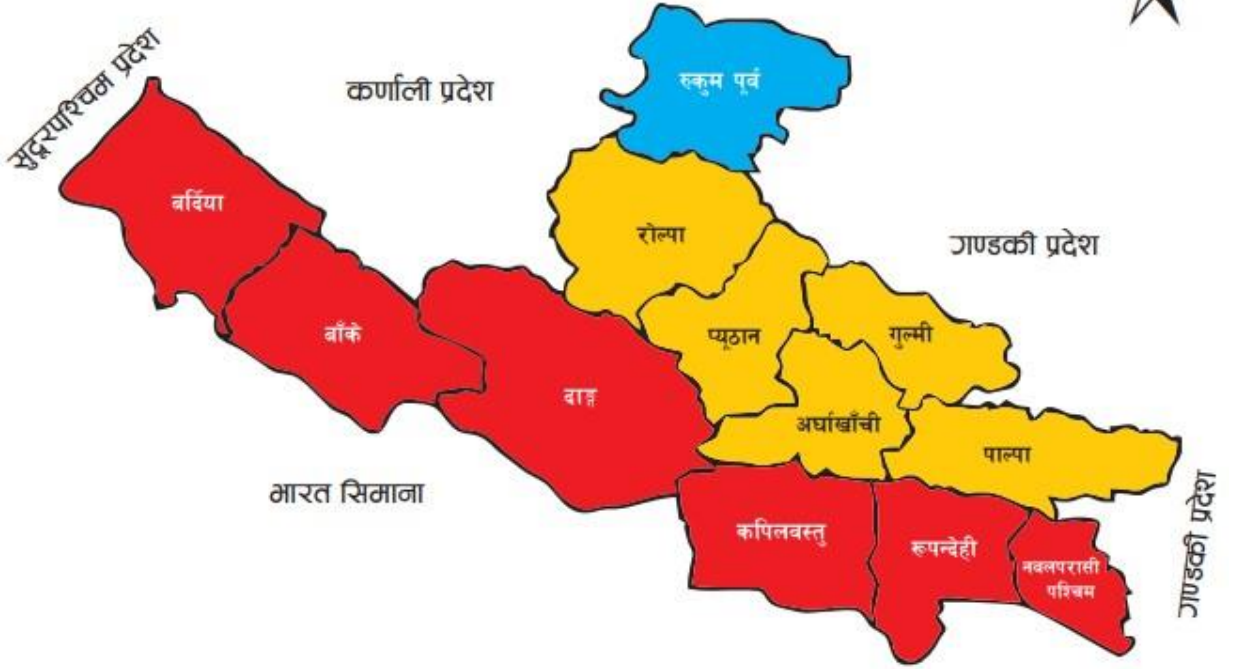 सुदूरपश्चिम प्रदेश
कर्णाली प्रदेश
रुकुम पूर्व
बर्दिया
रोल्पा
गण्डकी प्रदेश
बाँके
प्यूठान
गुल्मी
दाङ्ग
अर्घाखाँची
पाल्पा
भारत सिमाना
कपिलवस्तु
रूपन्देही
नवलपरासी
पश्चिम
गण्डकी प्रदेश